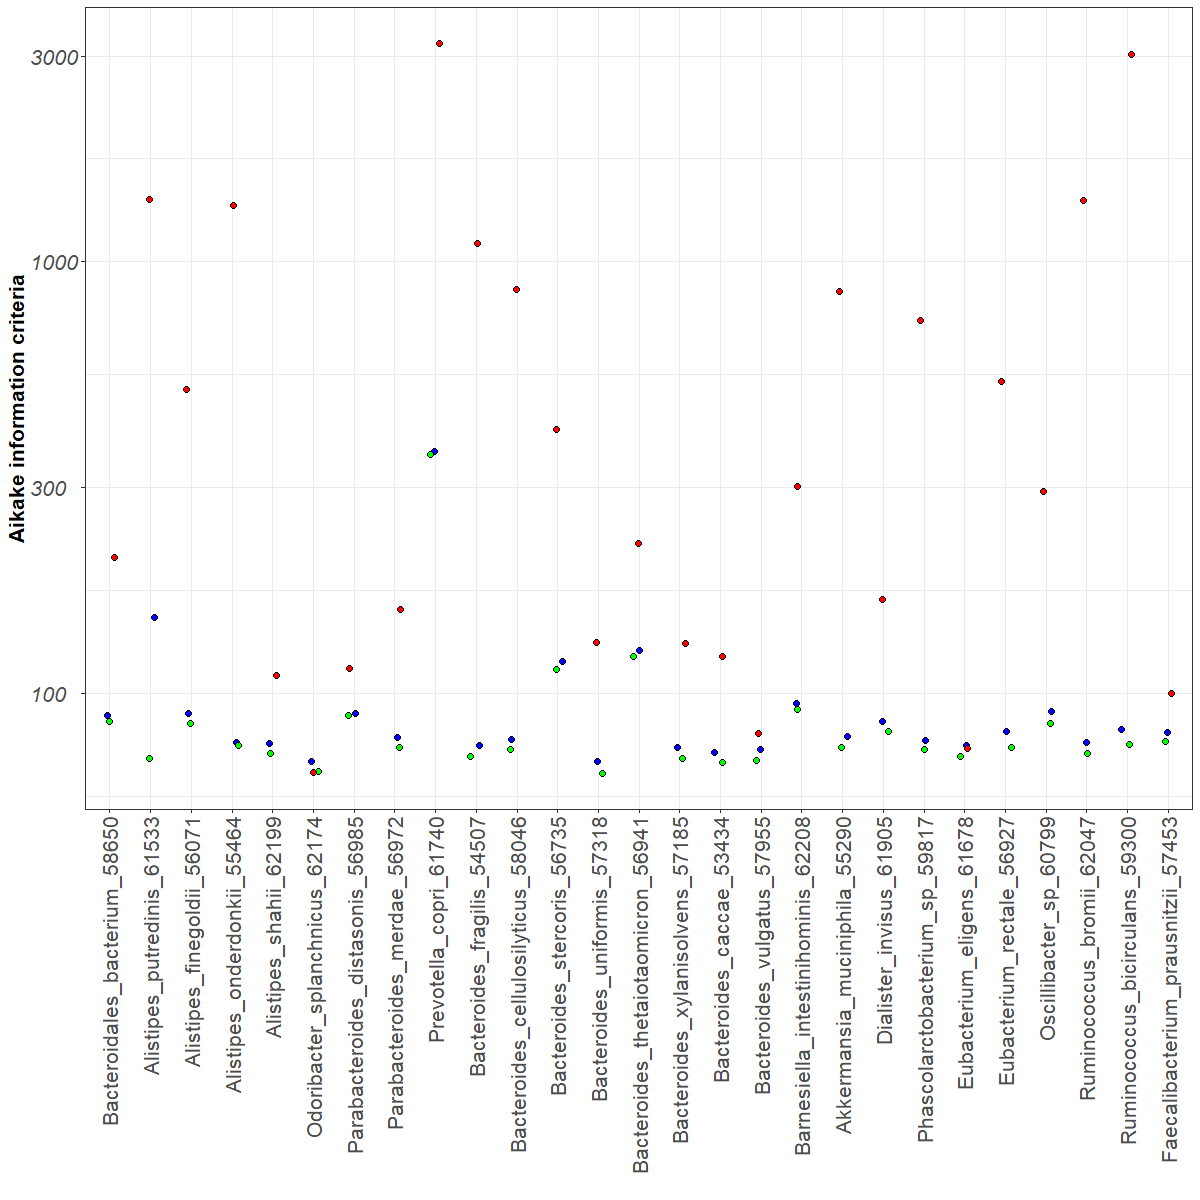 Aikake information criteria
3000
1000
300
100
Bacteroidales_bacterium_58650
Alistipes_putredinis_61533
Alistipes_finegoldii_56071
Alistipes_onderdonkii_55464
Alistipes_shahii_62199
Odoribacter_splanchnicus_62174
Parabacteroides_distasonis_56985
Parabacteroides_merdae_56972
Prevotella_copri_61740
Bacteroides_fragilis_54507
Bacteroides_cellulosilyticus_58046
Bacteroides_stercoris_56735
Bacteroides_uniformis_57318
Bacteroides_thetaiotaomicron_56941
Bacteroides_xylanisolvens_57185
Bacteroides_caccae_53434
Bacteroides_vulgatus_57955
Barnesiella_intestinihominis_62208
Akkermansia_muciniphila_55290
Dialister_invisus_61905
Phascolarctobacterium_sp_59817
Eubacterium_eligens_61678
Eubacterium_rectale_56927
Oscillibacter_sp_60799
Ruminococcus_bromii_62047
Ruminococcus_bicirculans_59300
Faecalibacterium_prausnitzii_57453